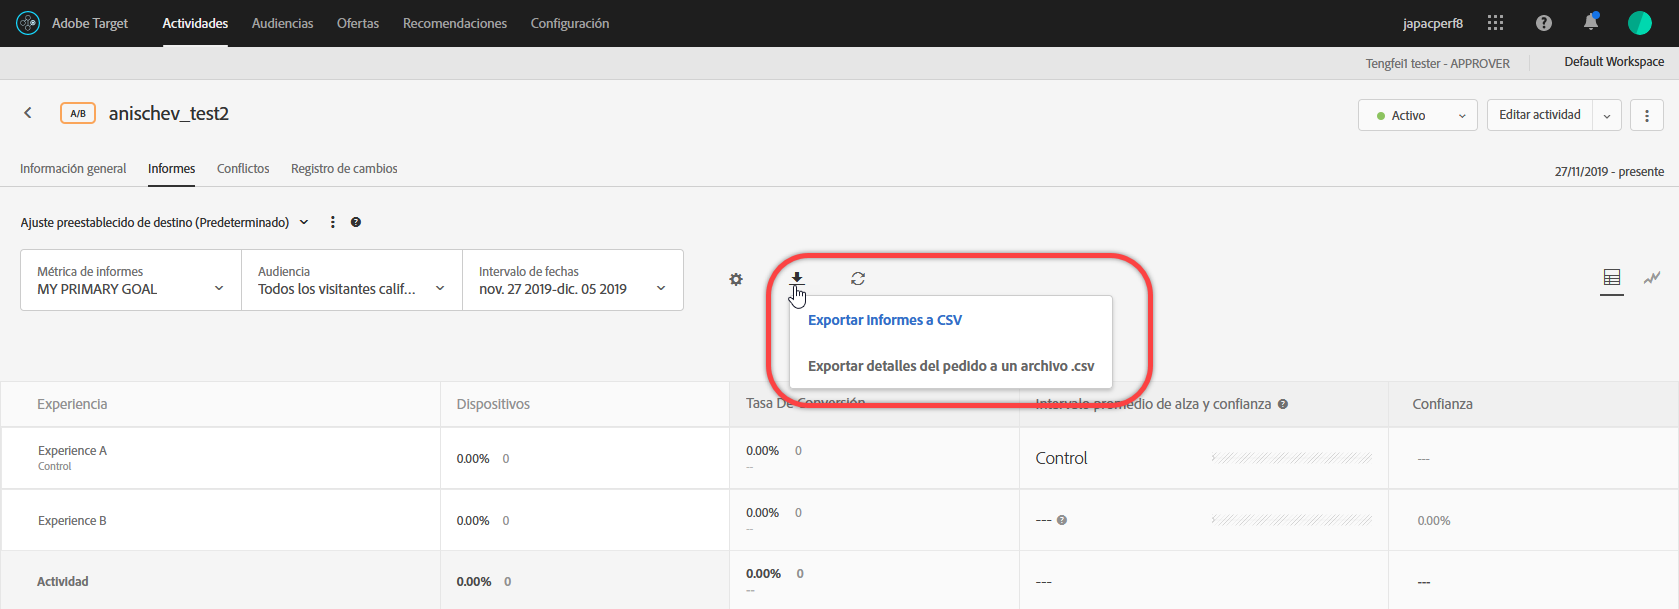 Adobe Target
Actividades
Audiencias
Ofertas
Recomendaciones
Configuración
japacperf8
Tengfei1 tester - APPROVER
Default Workspace
A/B
anischev_test2
Activo
Editar actividad
Información general
Informes
Conflictos
Registro de cambios
27/11/2019 - presente
Ajuste preestablecido de destino (Predeterminado)
Métrica de informes
MY PRIMARY GOAL
Audiencia
Todos los visitantes calif...
Intervalo de fechas
nov. 27 2019-dic. 05 2019
Exportar Informes a CSV
Exportar detalles del pedido a un archivo .csv
Experiencia
Dispositivos
Tasa De Conversión
Intervalo promedio de alza y confianza
Confianza
Experience A
Control
0.00% 0
0.00% 0
--
Control
---
Experience B
0.00% 0
0.00% 0
--
---
0.00%
Actividad
0.00% 0
0.00% 0
--
---
---